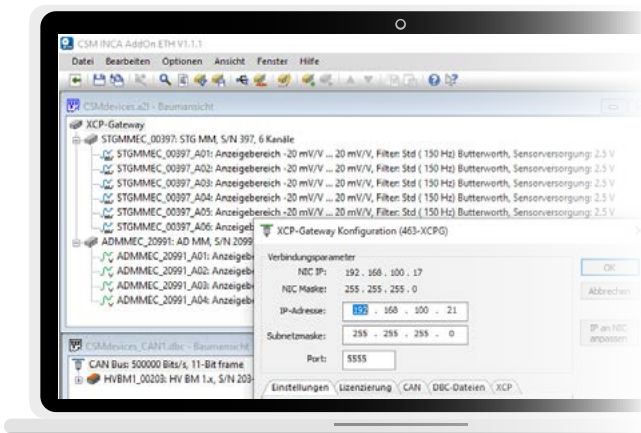 CSM INCA AddOn ETH V1.1.1
Datei Bearbeiten Optionen Ansicht Fenster Hilfe
CSMdevices.a2l - Baumansicht
XCP-Gateway
STGMMEC_00397: STG MM, S/N 397, 6 Kanäle
STGMMEC_00397_A01: Anzeigebereich -20 mV/V ... 20 mV/V, Filter: Std ( 150 Hz) Butterworth, Sensorversorgung: 2.5 V
STGMMEC_00397_A02: Anzeigebereich -20 mV/V ... 20 mV/V, Filter: Std ( 150 Hz) Butterworth, Sensorversorgung: 2.5 V
STGMMEC_00397_A03: Anzeigebereich -20 mV/V ... 20 mV/V, Filter: Std ( 150 Hz) Butterworth, Sensorversorgung: 2.5 V
STGMMEC_00397_A04: Anzeigebereich -20 mV/V ... 20 mV/V, Filter: Std ( 150 Hz) Butterworth, Sensorversorgung: 2.5 V
STGMMEC_00397_A05: Anzeigebereich -20 mV/V ... 20 mV/V, Filter: Std ( 150 Hz) Butterworth, Sensorversorgung: 2.5 V
STGMMEC_00397_A06: Anzeigeb
ADMMEC_20991: AD MM, S/N 2099
ADMMEC_20991_A01: Anzeigeb
ADMMEC_20991_A02: Anzeigeb
ADMMEC_20991_A03: Anzeigeb
ADMMEC_20991_A04: Anzeigeb
CSMdevices_CAN1.dbc - Baumansicht
CAN Bus: 500000 Bits/s, 11-Bit frame
HVBM1_00203: HV BM 1.x, S/N 203
XCP-Gateway Konfiguration (463-XCPG)
Verbindungsparameter
NIC IP: 192 . 168 . 100 . 17
NIC Maske: 255 . 255 . 255 . 0
IP-Adresse: 192 . 168 . 100 . 21
Subnetzmaske: 255 . 255 . 255 . 0
Port: 5555
OK
Abbrechen
IP an NIC
anpassen
Einstellungen Lizenzierung CAN DBC-Dateien XCP